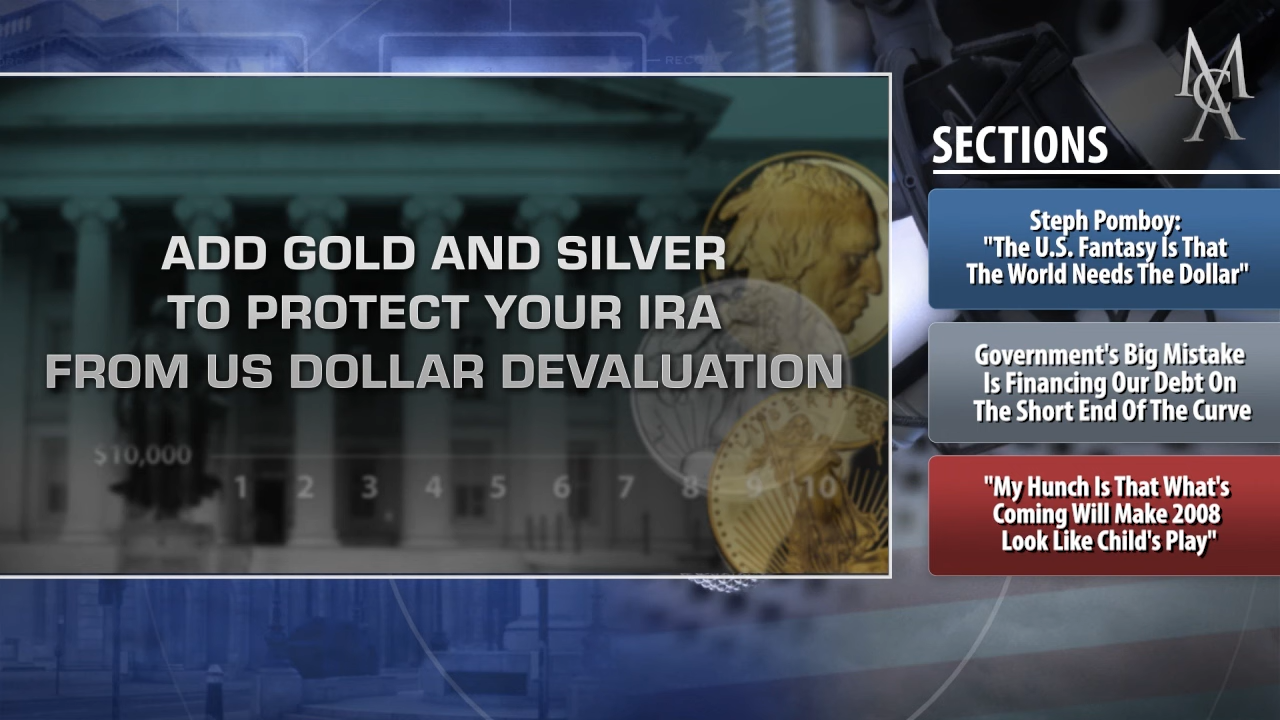 REC
ADD GOLD AND SILVER
TO PROTECT YOUR IRA
FROM US DOLLAR DEVALUATION
$10,000
1 2 3 4 5 6 7 8 9 10
MCA
SECTIONS
Steph Pomboy:
"The U.S. Fantasy Is That
The World Needs The Dollar"
Government's Big Mistake
Is Financing Our Debt On
The Short End Of The Curve
"My Hunch Is That What's
Coming Will Make 2008
Look Like Child's Play"